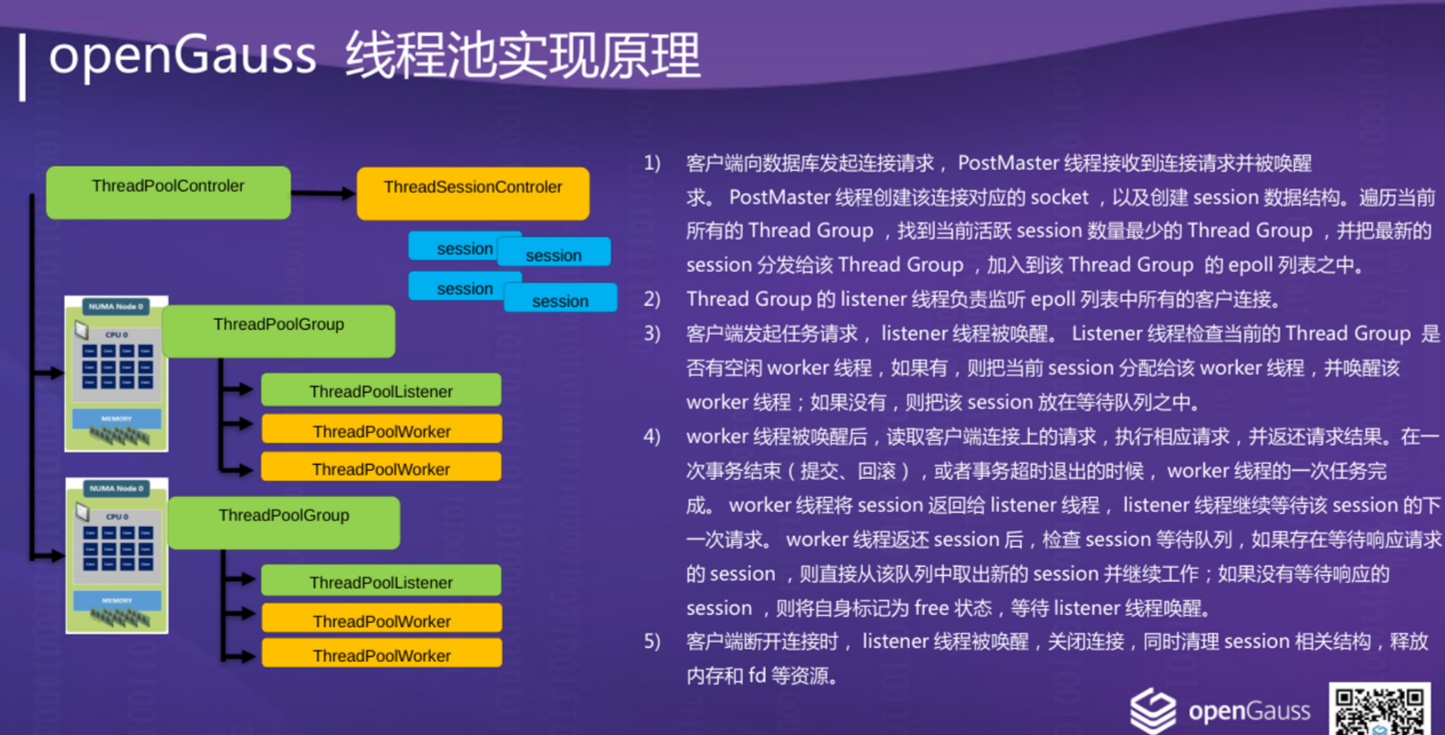 openGauss 线程池实现原理
ThreadPoolControler
ThreadSessionControler
session
session
session
session
NUMA Node 0
CPU 0
MEMORY
ThreadPoolGroup
ThreadPoolListener
ThreadPoolWorker
ThreadPoolWorker
NUMA Node 0
CPU 0
MEMORY
ThreadPoolGroup
ThreadPoolListener
ThreadPoolWorker
ThreadPoolWorker
1) 客户端向数据库发起连接请求，PostMaster 线程接收到连接请求并被唤醒
求。 PostMaster 线程创建该连接对应的 socket ，以及创建 session 数据结构。遍历当前
所有的 Thread Group ，找到当前活跃 session 数量最少的 Thread Group ，并把最新的
session 分发给该 Thread Group ，加入到该 Thread Group 的 epoll 列表之中。
2) Thread Group 的 listener 线程负责监听 epoll 列表中所有的客户连接。
3) 客户端发起任务请求， listener 线程被唤醒。 Listener 线程检查当前的 Thread Group 是
否有空闲 worker 线程，如果有，则把当前 session 分配给该 worker 线程，并唤醒该
worker 线程；如果没有，则把该 session 放在等待队列之中。
4) worker 线程被唤醒后，读取客户端连接上的请求，执行相应请求，并返还请求结果。在一
次事务结束（提交、回滚），或者事务超时退出的时候， worker 线程的一次任务完
成。 worker 线程将 session 返回给 listener 线程， listener 线程继续等待该 session 的下
一次请求。 worker 线程返还 session 后，检查 session 等待队列，如果存在等待响应请求
的 session ，则直接从该队列中取出新的 session 并继续工作；如果没有等待响应的
session ，则将自身标记为 free 状态，等待 listener 线程唤醒。
5) 客户端断开连接时， listener 线程被唤醒，关闭连接，同时清理 session 相关结构，释放
内存和 fd 等资源。
openGauss